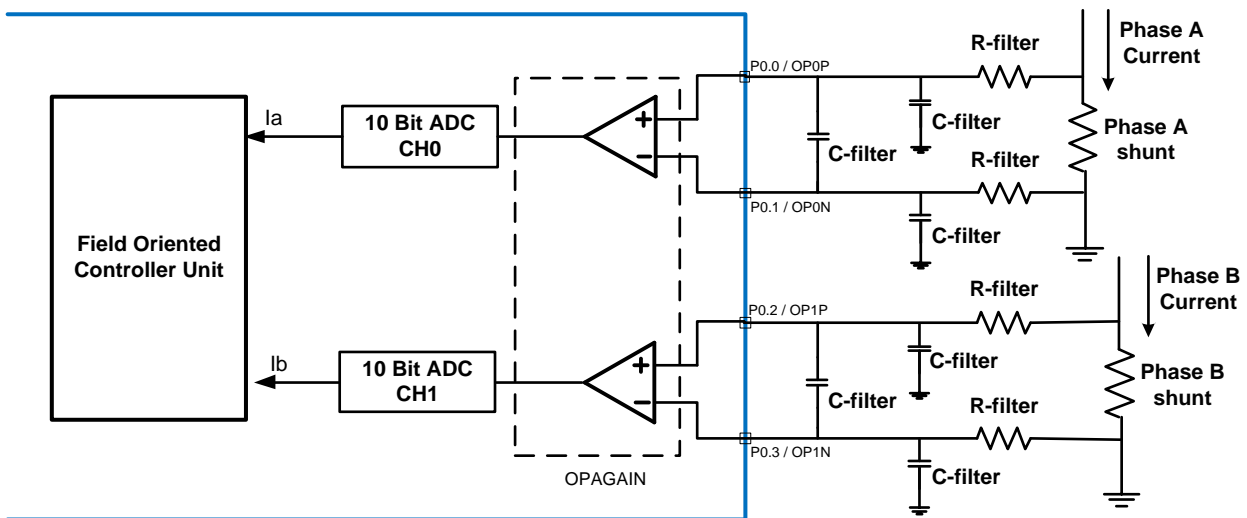 Phase A
Current
R-filter
P0.0 / OP0P
Ia
10 Bit ADC
CH0
+
−
C-filter
C-filter
Phase A
shunt
R-filter
P0.1 / OP0N
C-filter
Field Oriented
Controller Unit
Phase B
Current
R-filter
P0.2 / OP1P
Ib
10 Bit ADC
CH1
+
−
C-filter
C-filter
Phase B
shunt
R-filter
P0.3 / OP1N
C-filter
OPAGAIN